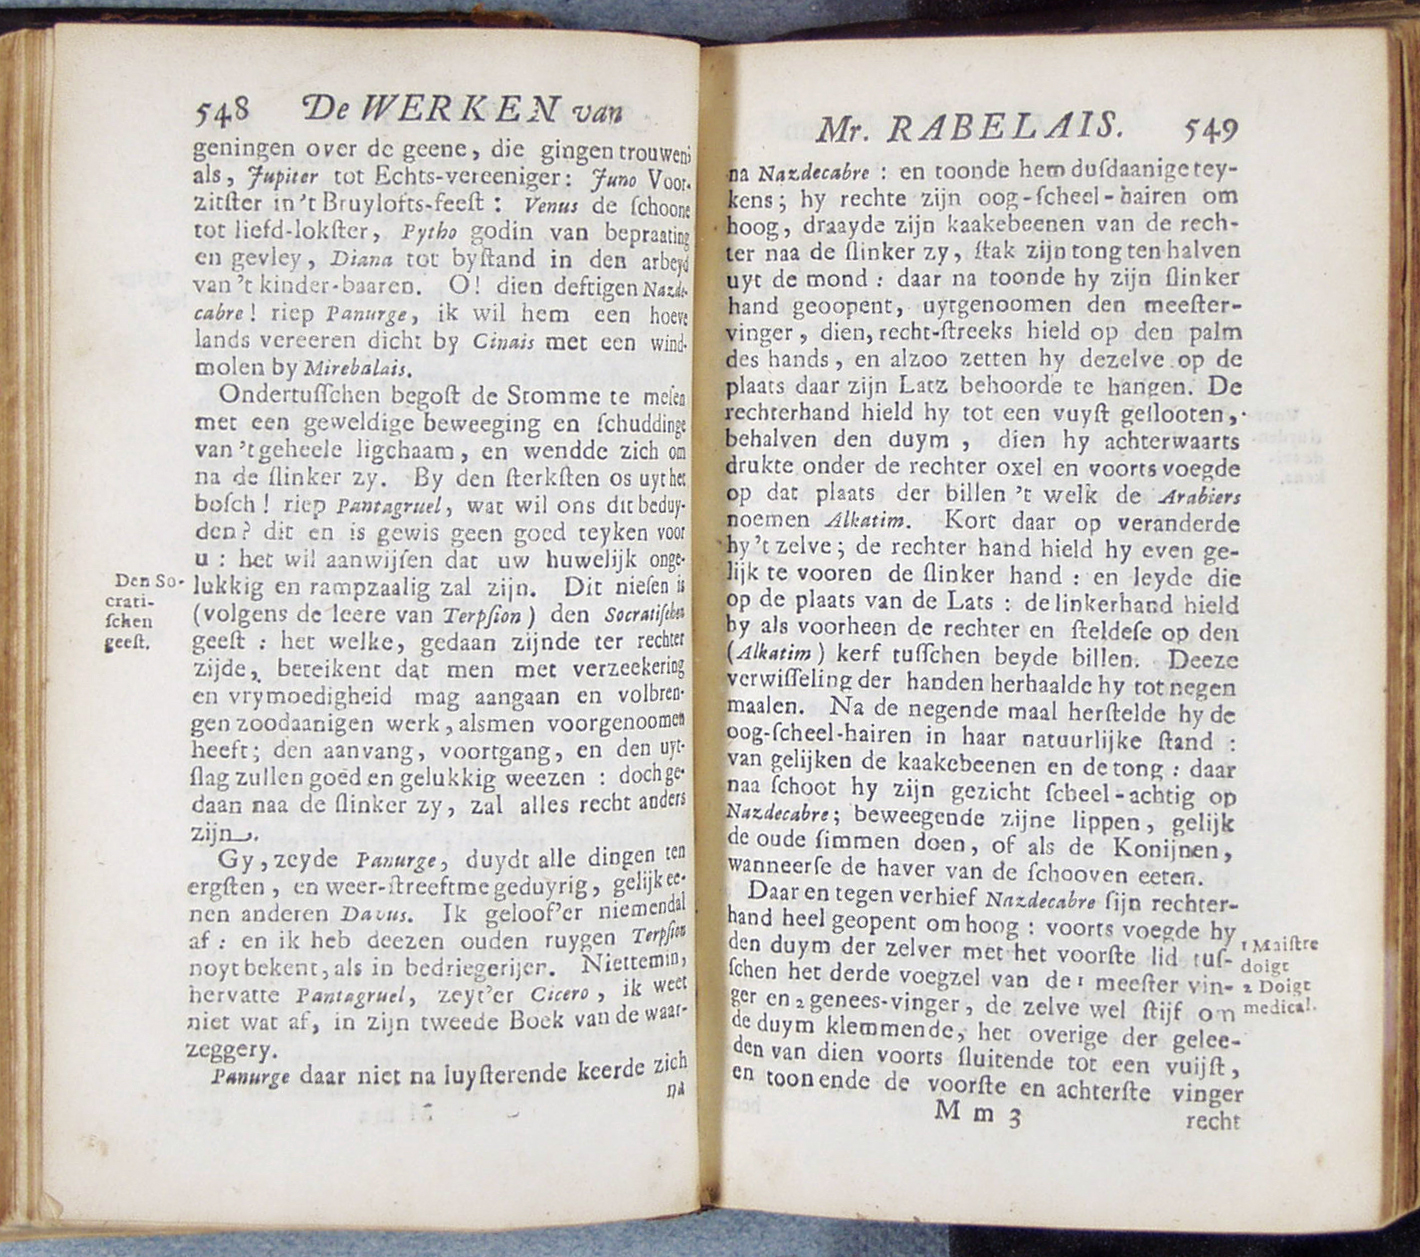 548 De WERKEN van
geningen over de geene, die gingen trouwen;
als, Jupiter tot Echts-vereeniger: Juno Voor-
zitſter in 't Bruylofts-feeſt: Venus de ſchoone
tot liefd-lokſter, Pytho godin van bepraating
en gevley, Diana tot byſtand in den arbeyd
van 't kinder-baaren. O! dien deftigen Nazde-
cabre! riep Panurge, ik wil hem een hoeve
lands vereeren dicht by Cinais met een wind-
molen by Mirebalais.
Ondertuſſchen begoſt de Stomme te nieſen
met een geweldige beweeging en ſchuddinge
van 't geheele ligchaam, en wendde zich om
na de ſlinker zy. By den ſterkſten os uyt het
boſch! riep Pantagruel, wat wil ons dit beduy-
den? dit en is gewis geen goed teyken voor
u: het wil aanwijſen dat uw huwelijk onge-
Den So-
crati-
ſchen
geeſt.
lukkig en rampzaalig zal zijn. Dit nieſen is
(volgens de leere van Terpſion) den Socratiſchen
geeſt: het welke, gedaan zijnde ter rechter
zijde, beteikent dat men met verzeekering
en vrymoedigheid mag aangaan en volbren-
gen zoodaanigen werk, alsmen voorgenoomen
heeft; den aanvang, voortgang, en den uyt-
ſlag zullen goed en gelukkig weezen: doch ge-
daan naa de ſlinker zy, zal alles recht anders
zijn.
Gy, zeyde Panurge, duydt alle dingen ten
ergſten, en weer-ſtreeft me geduyrig, gelijk ee-
nen anderen Davus. Ik geloof'er niemendal
af: en ik heb deezen ouden ruygen Terpſion
noyt bekent, als in bedriegerijen. Niettemin,
hervatte Pantagruel, zeyt'er Cicero, ik weet
niet wat af, in zijn tweede Boek van de waar-
zeggery.
Panurge daar niet na luyſterende keerde zich
na
Mr. RABELAIS. 549
na Nazdecabre: en toonde hem dusdaanige tey-
kens; hy rechte zijn oog-ſcheel-hairen om
hoog, draayde zijn kaakebeenen van de rech-
ter naa de ſlinker zy, ſtak zijn tong ten halven
uyt de mond: daar na toonde hy zijn ſlinker
hand geoopent, uytgenoomen den meeſter-
vinger, dien, recht-ſtreeks hield op den palm
des hands, en alzoo zetten hy dezelve op de
plaats daar zijn Latz behoorde te hangen. De
rechterhand hield hy tot een vuyſt geſlooten,
behalven den duym, dien hy achterwaarts
drukte onder de rechter oxel en voorts voegde
op dat plaats der billen 't welk de Arabiers
noemen Alkatim. Kort daar op veranderde
hy 't zelve; de rechter hand hield hy even ge-
lijk te vooren de ſlinker hand: en leyde die
op de plaats van de Lats: de linkerhand hield
hy als voorheen de rechter en ſteldeſe op den
(Alkatim) kerf tuſſchen beyde billen. Deeze
verwiſſeling der handen herhaalde hy tot negen
maalen. Na de negende maal herſtelde hy de
oog-ſcheel-hairen in haar natuurlijke ſtand:
van gelijken de kaakebeenen en de tong: daar
naa ſchoot hy zijn gezicht ſcheel-achtig op
Nazdecabre; beweegende zijne lippen, gelijk
de oude ſimmen doen, of als de Konijnen,
wanneerſe de haver van de ſchooven eeten.
Daar en tegen verhief Nazdecabre ſijn rechter-
hand heel geopent om hoog: voorts voegde hy
den duym der zelver met het voorſte lid tuſ-
ſchen het derde voegzel van de 1 meeſter vin-
ger en 2 genees-vinger, de zelve wel ſtijf om
de duym klemmende, het overige der gelee-
den van dien voorts ſluitende tot een vuijſt,
en toonende de voorſte en achterſte vinger
1 Maiſtre
doigt
2 Doigt
medical.
M m 3
recht